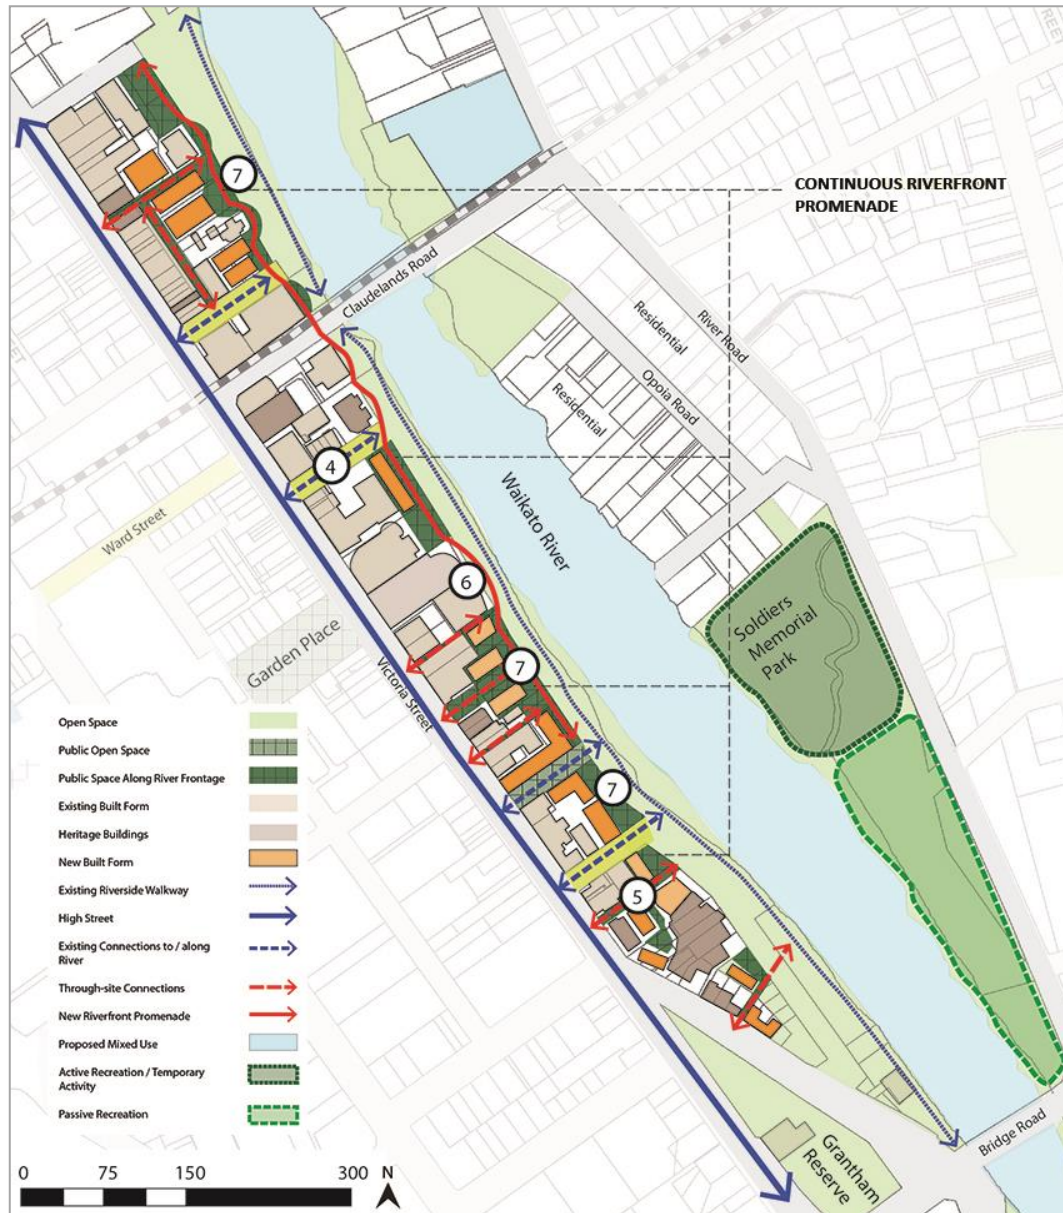 REE
7
CONTINUOUS RIVERFRONT
PROMENADE
Claudelands Road
River Road
Residential
Opoia Road
Residential
4
Ward Street
Waikato River
6
Garden Place
Victoria Street
Soldiers
Memorial
Park
7
7
5
Open Space
Public Open Space
Public Space Along River Frontage
Existing Built Form
Heritage Buildings
New Built Form
Existing Riverside Walkway
High Street
Existing Connections to / along
River
Through-site Connections
New Riverfront Promenade
Proposed Mixed Use
Active Recreation / Temporary
Activity
Passive Recreation
Bridge Road
Grantham
Reserve
0 75 150 300
N